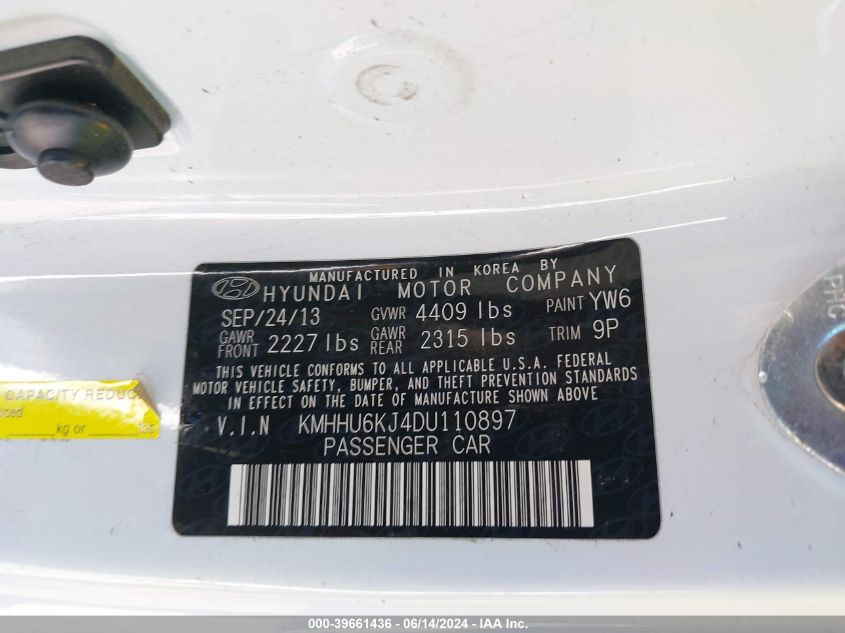 MANUFACTURED IN KOREA BY
HYUNDAI MOTOR COMPANY
SEP/24/13 GVWR 4409 lbs PAINT YW6
GAWR FRONT 2227 lbs GAWR REAR 2315 lbs TRIM 9P
THIS VEHICLE CONFORMS TO ALL APPLICABLE U.S.A. FEDERAL
MOTOR VEHICLE SAFETY, BUMPER, AND THEFT PREVENTION STANDARDS
IN EFFECT ON THE DATE OF MANUFACTURE SHOWN ABOVE
V.I.N KMHHU6KJ4DU110897
PASSENGER CAR
CAPACITY REDUC
kg or lbs
PHC
000-39661436 - 06/14/2024 - IAA Inc.